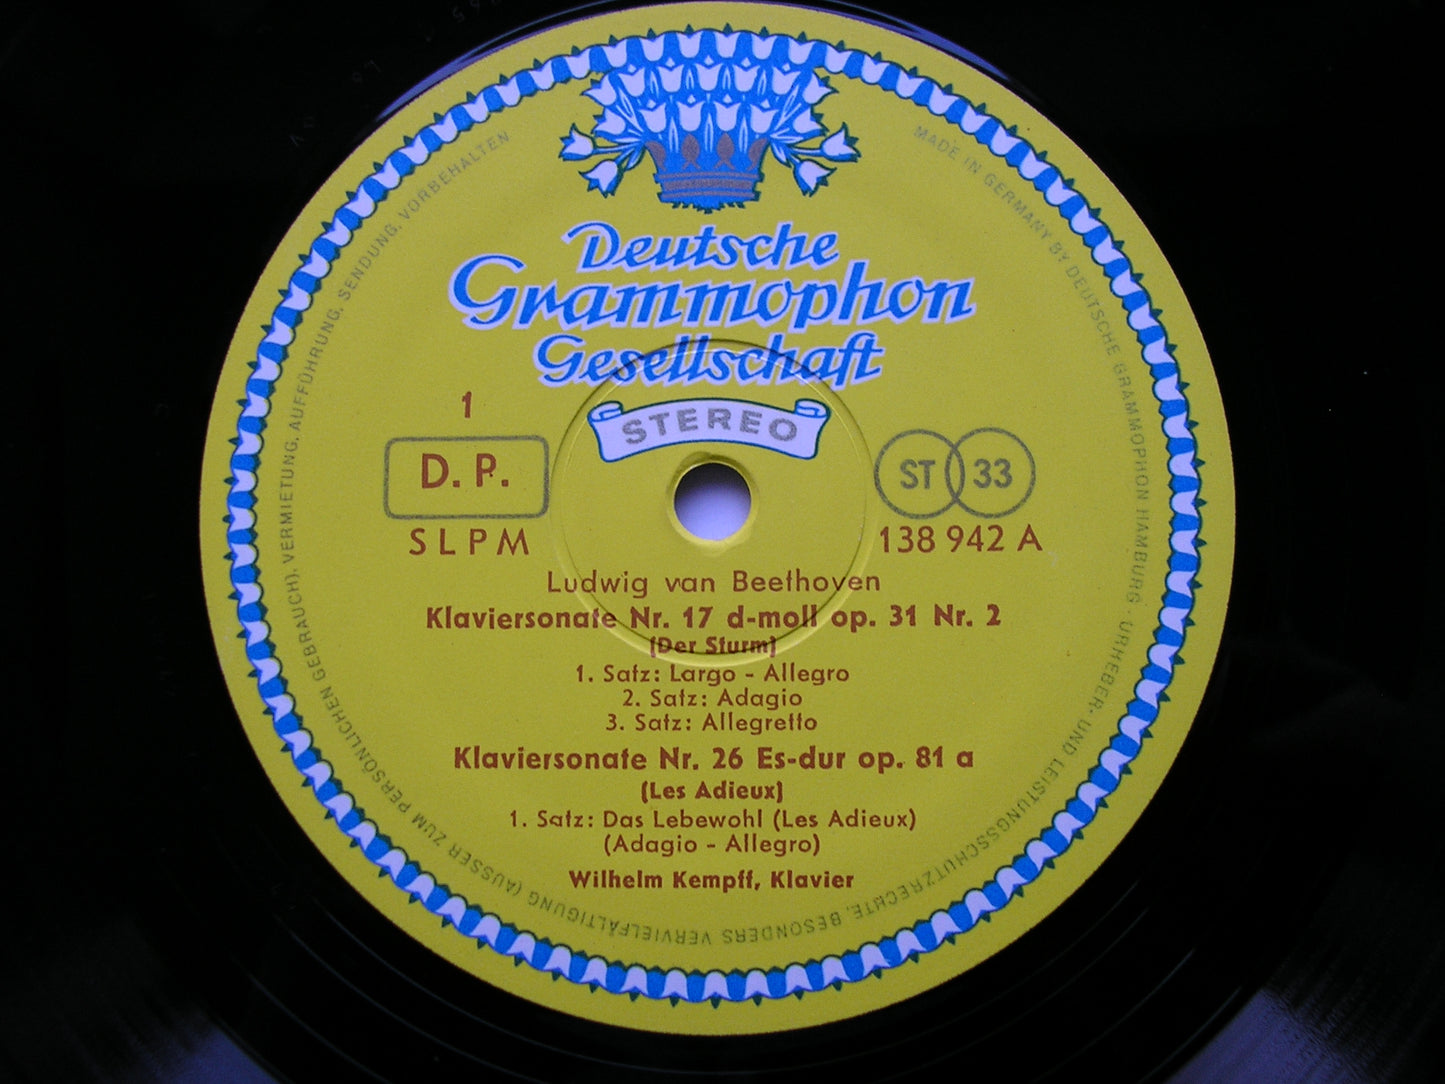 Deutsche
Grammophon
Gesellschaft
STEREO
1
D. P.
ST 33
SLPM
138 942 A
Ludwig van Beethoven
Klaviersonate Nr. 17 d-moll op. 31 Nr. 2
(Der Sturm)
1. Satz: Largo - Allegro
2. Satz: Adagio
3. Satz: Allegretto
Klaviersonate Nr. 26 Es-dur op. 81 a
(Les Adieux)
1. Satz: Das Lebewohl (Les Adieux)
(Adagio - Allegro)
Wilhelm Kempff, Klavier
MADE IN GERMANY BY DEUTSCHE GRAMMOPHON HAMBURG · URHEBER- UND LEISTUNGSSCHUTZRECHTE, BESONDERS VERVIELFÄLTIGUNG (AUSSER ZUM PERSÖNLICHEN GEBRAUCH), VERMIETUNG, AUFFÜHRUNG, SENDUNG, VORBEHALTEN